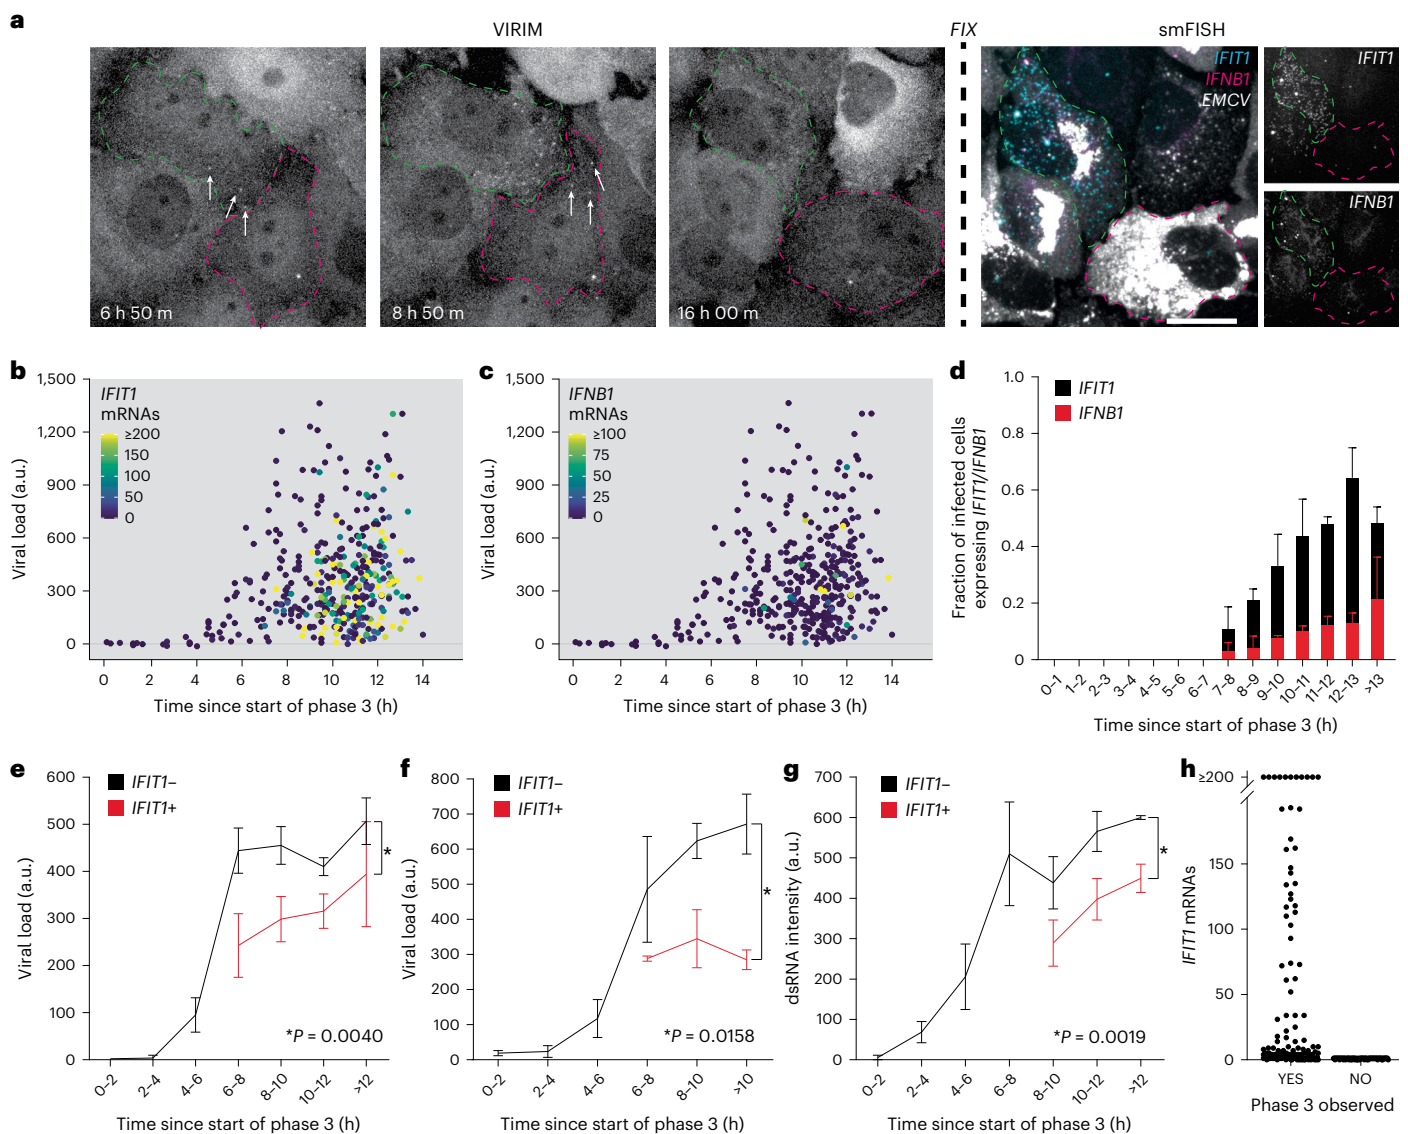 a
VIRIM
FIX
smFISH
6 h 50 m
8 h 50 m
16 h 00 m
IFIT1
IFNB1
EMCV
IFIT1
IFNB1
b
IFIT1
mRNAs
≥200
150
100
50
0
1,500
1,200
900
600
300
0
Viral load (a.u.)
0 2 4 6 8 10 12 14
Time since start of phase 3 (h)
c
IFNB1
mRNAs
≥100
75
50
25
0
1,500
1,200
900
600
300
0
Viral load (a.u.)
0 2 4 6 8 10 12 14
Time since start of phase 3 (h)
d
IFIT1
IFNB1
1.0
0.8
0.6
0.4
0.2
0
Fraction of infected cells
expressing IFIT1/IFNB1
0–1 1–2 2–3 3–4 4–5 5–6 6–7 7–8 8–9 9–10 10–11 11–12 12–13 >13
Time since start of phase 3 (h)
e
IFIT1–
IFIT1+
600
500
400
300
200
100
0
Viral load (a.u.)
*
*P = 0.0040
0–2 2–4 4–6 6–8 8–10 10–12 >12
Time since start of phase 3 (h)
f
IFIT1–
IFIT1+
800
700
600
500
400
300
200
100
0
Viral load (a.u.)
*
*P = 0.0158
0–2 2–4 4–6 6–8 8–10 >10
Time since start of phase 3 (h)
g
IFIT1–
IFIT1+
700
600
500
400
300
200
100
0
dsRNA intensity (a.u.)
*
*P = 0.0019
0–2 2–4 4–6 6–8 8–10 10–12 >12
Time since start of phase 3 (h)
h
≥200
150
100
50
0
IFIT1 mRNAs
YES NO
Phase 3 observed